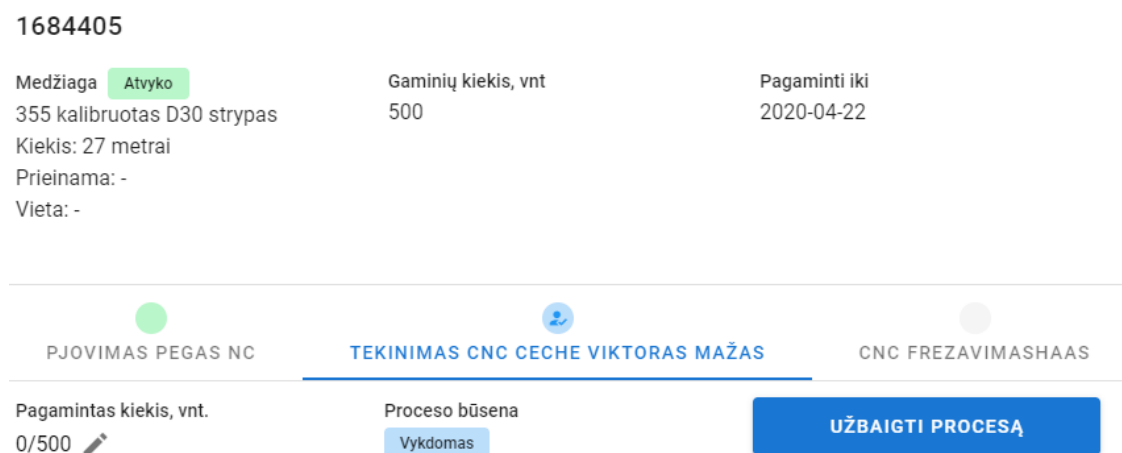 1684405
Medžiaga Atvyko
355 kalibruotas D30 strypas
Kiekis: 27 metrai
Prieinama: -
Vieta: -
Gaminių kiekis, vnt
500
Pagaminti iki
2020-04-22
PJOVIMAS PEGAS NC
TEKINIMAS CNC CECHE VIKTORAS MAŽAS
CNC FREZAVIMASHAAS
Pagamintas kiekis, vnt.
0/500
Proceso būsena
Vykdomas
UŽBAIGTI PROCESĄ